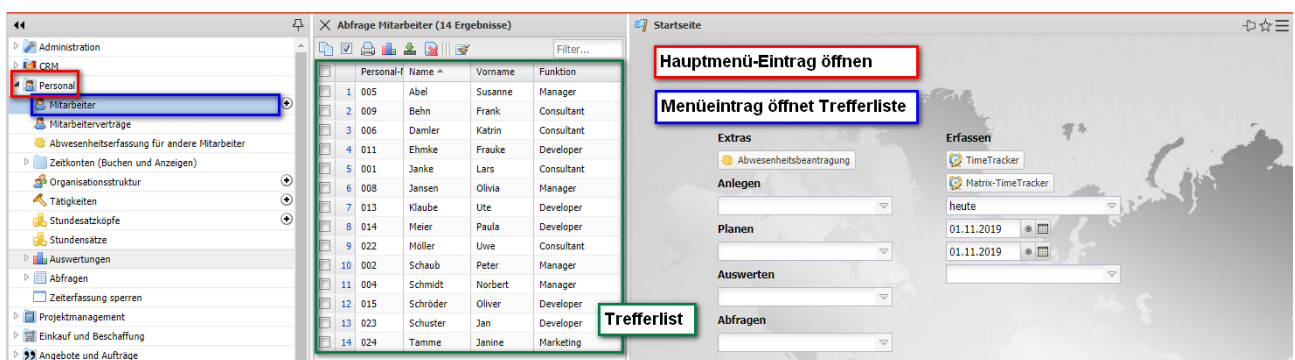 Administration
CRM
Personal
Mitarbeiter
Mitarbeiterverträge
Abwesenheitserfassung für andere Mitarbeiter
Zeitkonten (Buchen und Anzeigen)
Organisationsstruktur
Tätigkeiten
Stundesatzköpfe
Stundensätze
Auswertungen
Abfragen
Zeiterfassung sperren
Projektmanagement
Einkauf und Beschaffung
Angebote und Aufträge
Abfrage Mitarbeiter (14 Ergebnisse)
Filter...
Personal-N Name Vorname Funktion
1 005 Abel Susanne Manager
2 009 Behn Frank Consultant
3 006 Damler Katrin Consultant
4 011 Ehmke Frauke Developer
5 001 Janke Lars Consultant
6 008 Jansen Olivia Manager
7 013 Klaube Ute Developer
8 014 Meier Paula Developer
9 022 Möller Uwe Consultant
10 002 Schaub Peter Manager
11 004 Schmidt Norbert Manager
12 015 Schröder Oliver Developer
13 023 Schuster Jan Developer
14 024 Tamme Janine Marketing
Trefferlist
Startseite
Hauptmenü-Eintrag öffnen
Menüeintrag öffnet Trefferliste
Extras
Abwesenheitsbeantragung
Anlegen
Planen
Auswerten
Abfragen
Erfassen
TimeTracker
Matrix-TimeTracker
heute
01.11.2019
01.11.2019